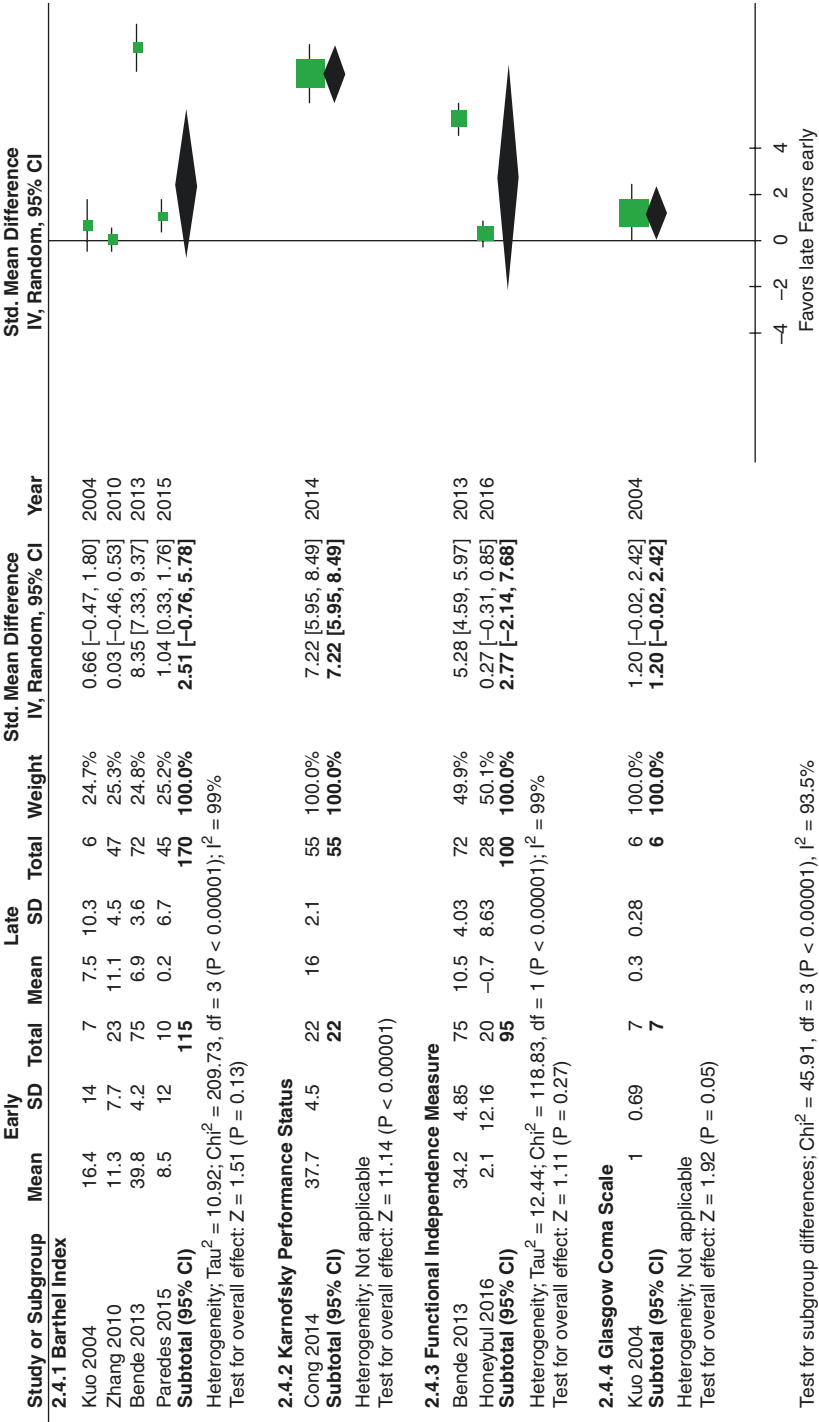 Early Late Std. Mean Difference Std. Mean Difference
Study or Subgroup Mean SD Total Mean SD Total Weight IV, Random, 95% CI Year IV, Random, 95% CI
2.4.1 Barthel Index
Kuo 2004 16.4 14 7 7.5 10.3 6 24.7% 0.66 [−0.47, 1.80] 2004
Zhang 2010 11.3 7.7 23 11.1 4.5 47 25.3% 0.03 [−0.46, 0.53] 2010
Bende 2013 39.8 4.2 75 6.9 3.6 72 24.8% 8.35 [7.33, 9.37] 2013
Paredes 2015 8.5 12 10 0.2 6.7 45 25.2% 1.04 [0.33, 1.76] 2015
Subtotal (95% CI) 115 170 100.0% 2.51 [−0.76, 5.78]
Heterogeneity; Tau² = 10.92; Chi² = 209.73, df = 3 (P < 0.00001); I² = 99%
Test for overall effect: Z = 1.51 (P = 0.13)
2.4.2 Karnofsky Performance Status
Cong 2014 37.7 4.5 22 16 2.1 55 100.0% 7.22 [5.95, 8.49] 2014
Subtotal (95% CI) 22 55 100.0% 7.22 [5.95, 8.49]
Heterogeneity; Not applicable
Test for overall effect: Z = 11.14 (P < 0.00001)
2.4.3 Functional Independence Measure
Bende 2013 34.2 4.85 75 10.5 4.03 72 49.9% 5.28 [4.59, 5.97] 2013
Honeybul 2016 2.1 12.16 20 −0.7 8.63 28 50.1% 0.27 [−0.31, 0.85] 2016
Subtotal (95% CI) 95 100 100.0% 2.77 [−2.14, 7.68]
Heterogeneity; Tau² = 12.44; Chi² = 118.83, df = 1 (P < 0.00001); I² = 99%
Test for overall effect: Z = 1.11 (P = 0.27)
2.4.4 Glasgow Coma Scale
Kuo 2004 1 0.69 7 0.3 0.28 6 100.0% 1.20 [−0.02, 2.42] 2004
Subtotal (95% CI) 7 6 100.0% 1.20 [−0.02, 2.42]
Heterogeneity; Not applicable
Test for overall effect: Z = 1.92 (P = 0.05)
−4 −2 0 2 4
Favors late Favors early
Test for subgroup differences; Chi² = 45.91, df = 3 (P < 0.00001), I² = 93.5%